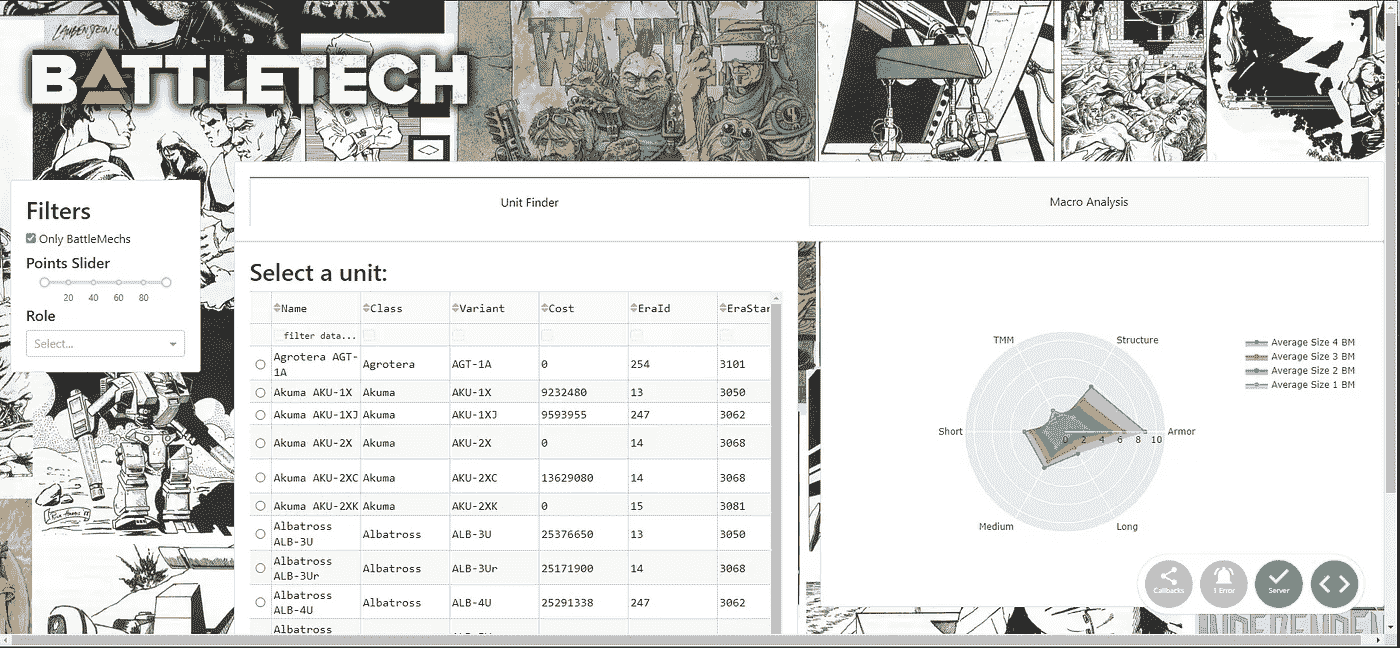 BATTLETECH
WANTED
Filters
Only BattleMechs
Points Slider
20 40 60 80
Role
Select...
Unit Finder
Macro Analysis
Select a unit:
Name Class Variant Cost EraId EraStar
filter data...
Agrotera AGT-
1A Agrotera AGT-1A 0 254 3101
Akuma AKU-1X Akuma AKU-1X 9232480 13 3050
Akuma AKU-1XJ Akuma AKU-1XJ 9593955 247 3062
Akuma AKU-2X Akuma AKU-2X 0 14 3068
Akuma AKU-2XC Akuma AKU-2XC 13629080 14 3068
Akuma AKU-2XK Akuma AKU-2XK 0 15 3081
Albatross
ALB-3U Albatross ALB-3U 25376650 13 3050
Albatross
ALB-3Ur Albatross ALB-3Ur 25171900 14 3068
Albatross
ALB-4U Albatross ALB-4U 25291338 247 3062
Albatross
TMM
Structure
Short
Armor
0 2 4 6 8 10
Medium
Long
Average Size 4 BM
Average Size 3 BM
Average Size 2 BM
Average Size 1 BM
Callbacks
1 Error
Server